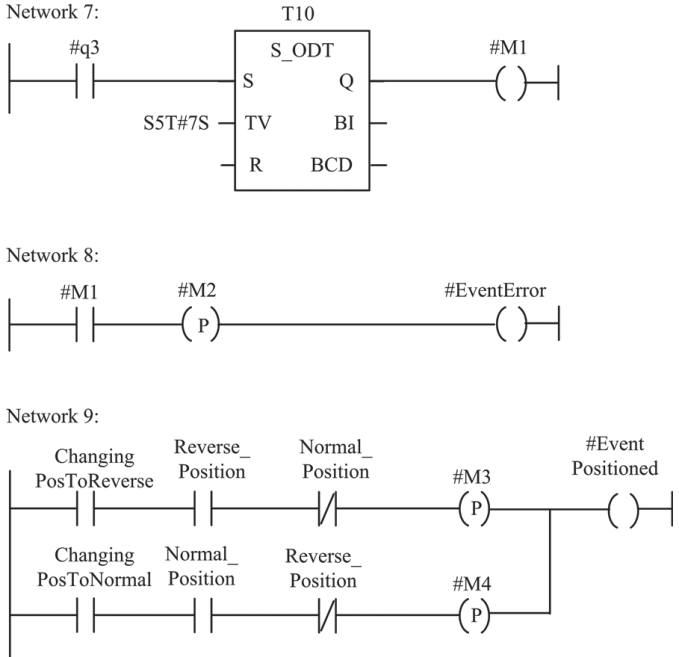 Network 7:
T10
#q3
S_ODT
#M1
S
Q
S5T#7S
TV
BI
R
BCD
Network 8:
#M1
#M2
#EventError
P
Network 9:
Changing
PosToReverse
Reverse_
Position
Normal_
Position
#M3
#Event
Positioned
P
Changing
PosToNormal
Normal_
Position
Reverse_
Position
#M4
P